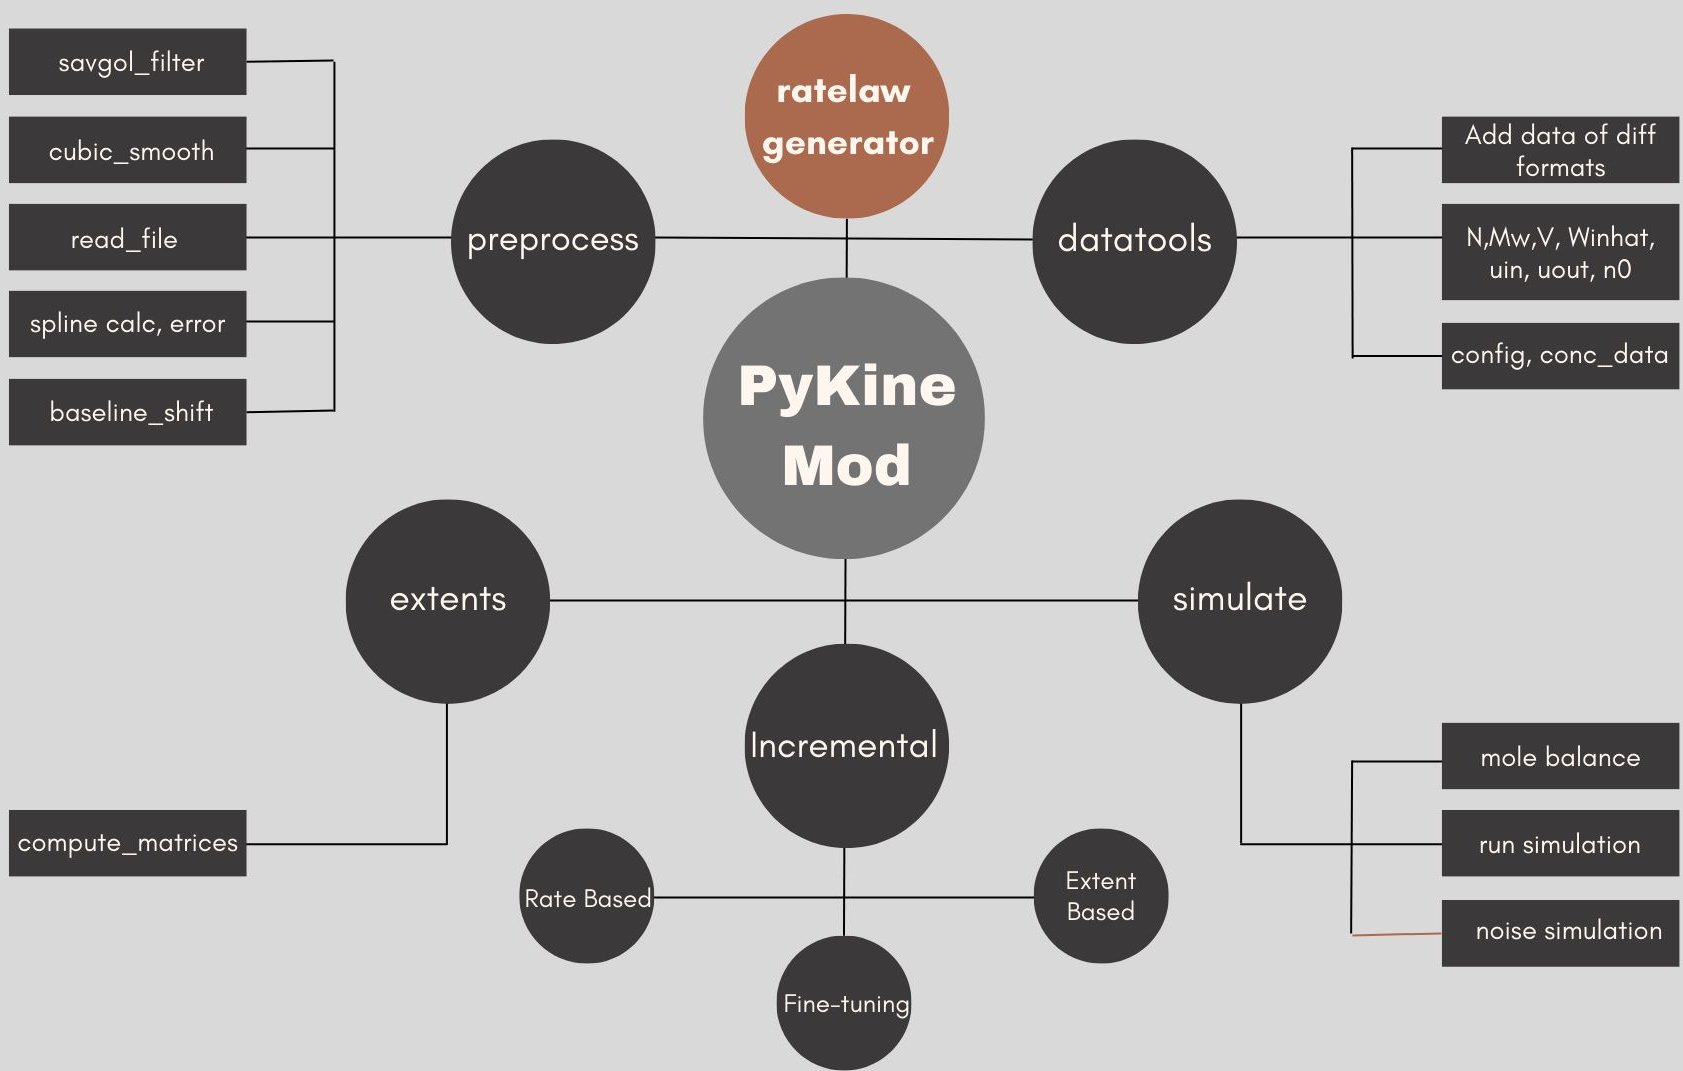 savgol_filter
cubic_smooth
read_file
spline calc, error
baseline_shift
preprocess
ratelaw
generator
datatools
Add data of diff
formats
N,Mw,V, Winhat,
uin, uout, n0
config, conc_data
PyKine
Mod
extents
simulate
Incremental
compute_matrices
Rate Based
Extent
Based
Fine-tuning
mole balance
run simulation
noise simulation